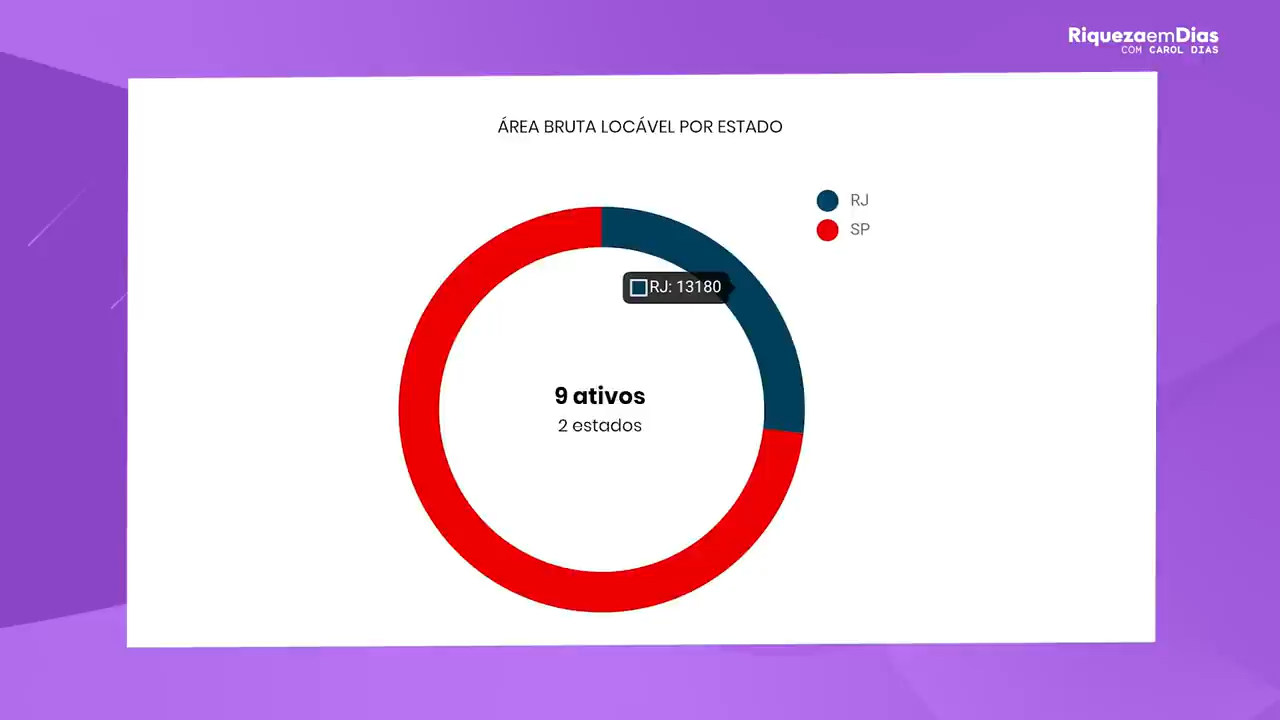 RiquezaemDias
COM CAROL DIAS
ÁREA BRUTA LOCÁVEL POR ESTADO
RJ
SP
RJ: 13180
9 ativos
2 estados